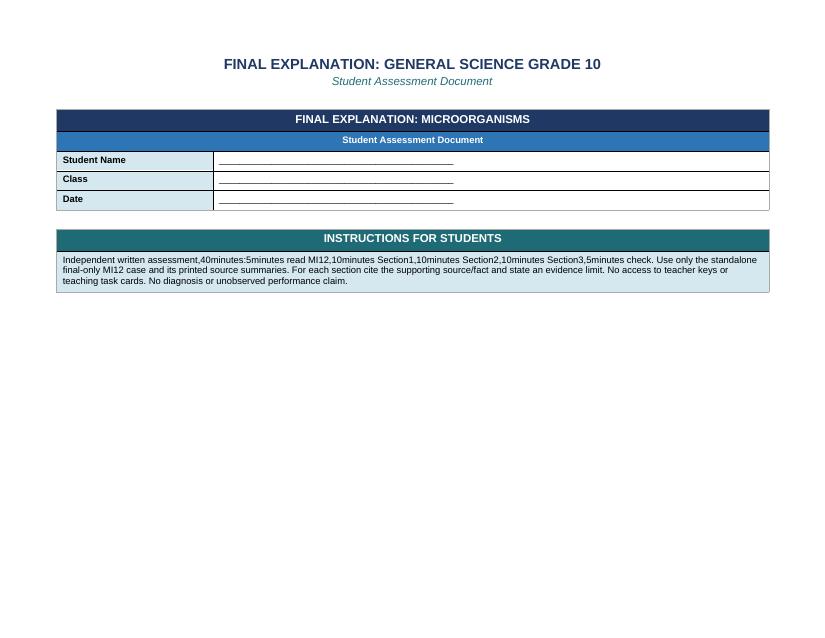 FINAL EXPLANATION: GENERAL SCIENCE GRADE 10
Student Assessment Document
FINAL EXPLANATION: MICROORGANISMS
Student Assessment Document
Student Name
Class
Date
INSTRUCTIONS FOR STUDENTS
Independent written assessment,40minutes:5minutes read MI12,10minutes Section1,10minutes Section2,10minutes Section3,5minutes check. Use only the standalone
final-only MI12 case and its printed source summaries. For each section cite the supporting source/fact and state an evidence limit. No access to teacher keys or
teaching task cards. No diagnosis or unobserved performance claim.